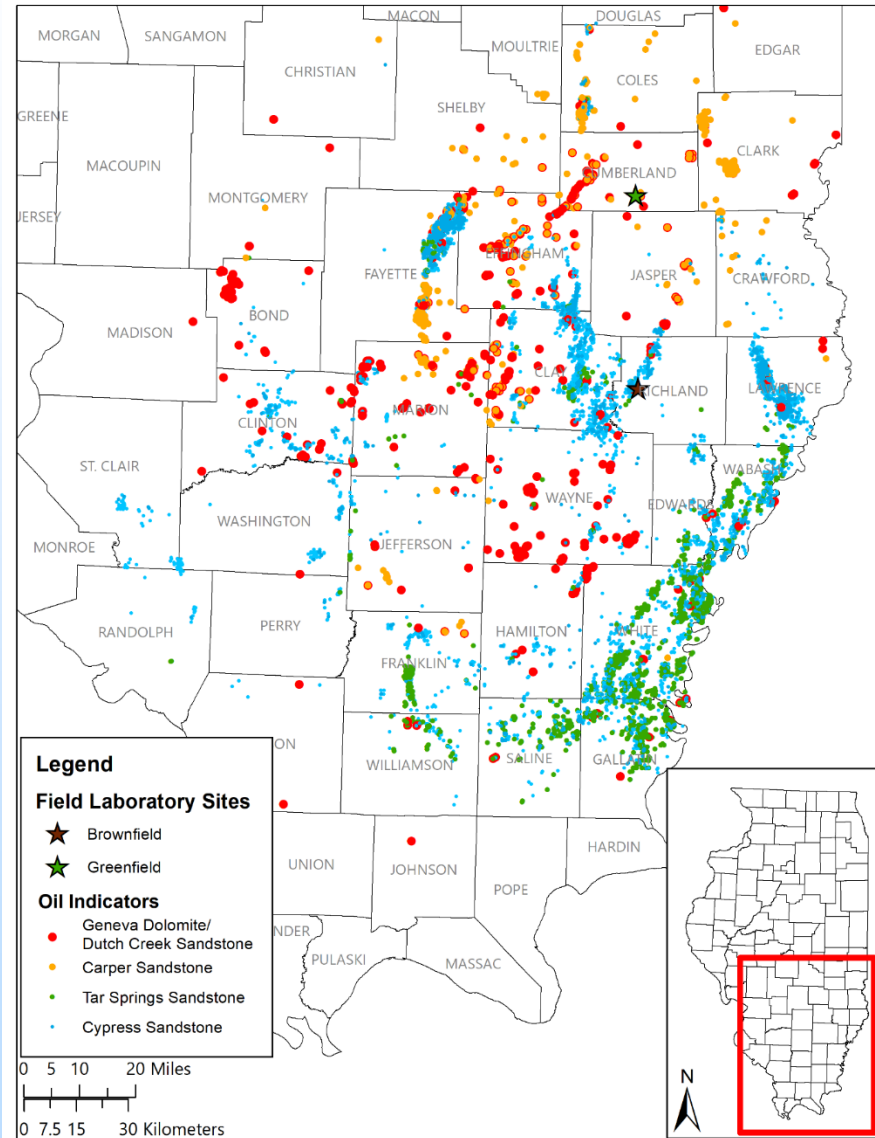 MACON
DOUGLAS
MORGAN
SANGAMON
MOULTRIE
EDGAR
CHRISTIAN
COLES
SHELBY
GREENE
CLARK
MACOUPIN
CUMBERLAND
MONTGOMERY
JERSEY
EFFINGHAM
FAYETTE
JASPER
CRAWFORD
BOND
MADISON
CLAY
RICHLAND
LAWRENCE
MARION
CLINTON
ST. CLAIR
WABASH
WAYNE
EDWARDS
WASHINGTON
JEFFERSON
MONROE
RANDOLPH
PERRY
HAMILTON
WHITE
FRANKLIN
ON
WILLIAMSON
SALINE
GALLATIN
UNION
JOHNSON
HARDIN
POPE
NDER
PULASKI
MASSAC
Legend
Field Laboratory Sites
Brownfield
Greenfield
Oil Indicators
Geneva Dolomite/
Dutch Creek Sandstone
Carper Sandstone
Tar Springs Sandstone
Cypress Sandstone
0 5 10 20 Miles
0 7.5 15 30 Kilometers
N